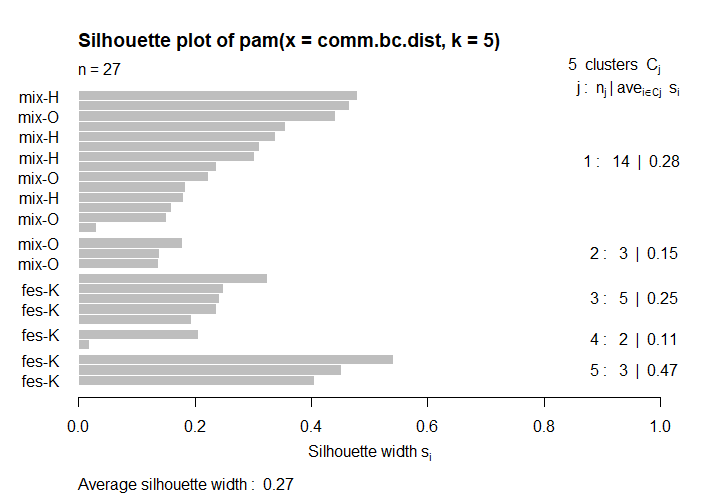 Silhouette plot of pam(x = comm.bc.dist, k = 5)
n = 27
5 clusters Cj
j : nj | avei∈Cj si
mix-H
mix-O
mix-H
mix-H
1 : 14 | 0.28
mix-O
mix-H
mix-O
mix-O
2 : 3 | 0.15
mix-O
fes-K
3 : 5 | 0.25
fes-K
fes-K
4 : 2 | 0.11
fes-K
5 : 3 | 0.47
fes-K
0.0 0.2 0.4 0.6 0.8 1.0
Silhouette width si
Average silhouette width : 0.27